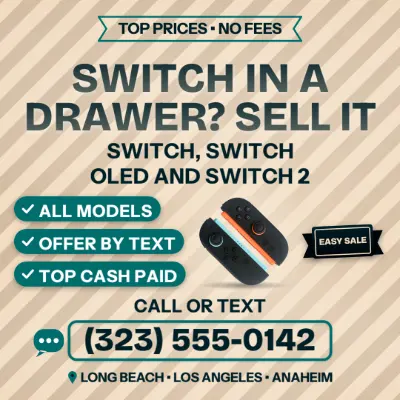 TOP PRICES • NO FEES
SWITCH IN A
DRAWER? SELL IT
SWITCH, SWITCH
OLED AND SWITCH 2
ALL MODELS
OFFER BY TEXT
TOP CASH PAID
EASY SALE
CALL OR TEXT
(323) 555-0142
LONG BEACH • LOS ANGELES • ANAHEIM